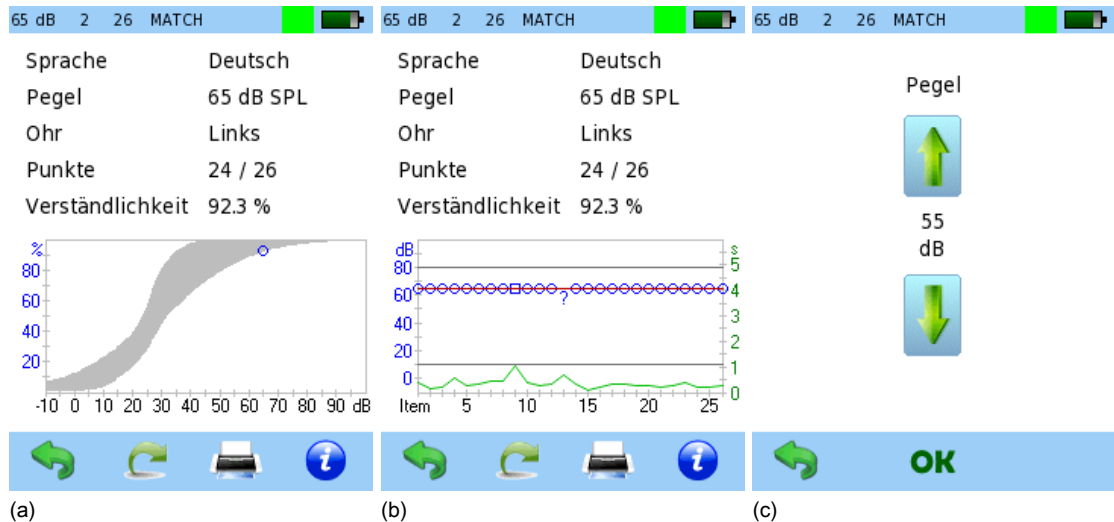 65 dB 2 26 MATCH
Sprache Deutsch
Pegel 65 dB SPL
Ohr Links
Punkte 24 / 26
Verständlichkeit 92.3 %
%
80
60
40
20
-10 0 10 20 30 40 50 60 70 80 90 dB
(a)
65 dB 2 26 MATCH
Sprache Deutsch
Pegel 65 dB SPL
Ohr Links
Punkte 24 / 26
Verständlichkeit 92.3 %
dB s
80 5
60 ? 4
40 3
20 2
1
0 0
Item 5 10 15 20 25
(b)
65 dB 2 26 MATCH
Pegel
55
dB
OK
(c)